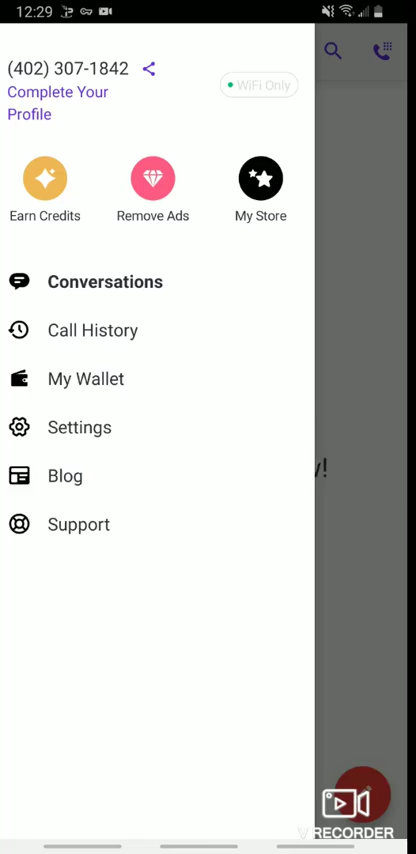 12:29
(402) 307-1842
Complete Your
Profile
WiFi Only
Earn Credits
Remove Ads
My Store
Conversations
Call History
My Wallet
Settings
Blog
Support
!
VRECORDER